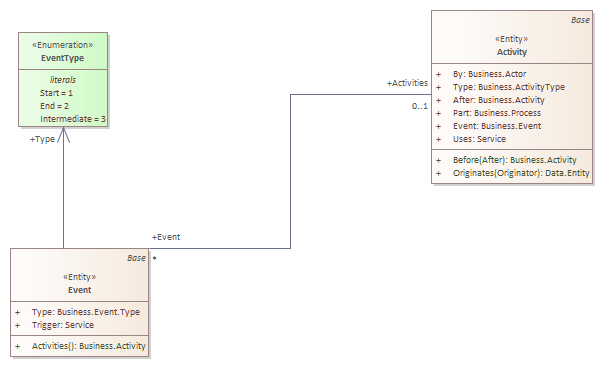 «Enumeration»
EventType
literals
Start = 1
End = 2
Intermediate = 3
+Type
Base
«Entity»
Activity
+ By: Business.Actor
+ Type: Business.ActivityType
+ After: Business.Activity
+ Part: Business.Process
+ Event: Business.Event
+ Uses: Service
+ Before(After): Business.Activity
+ Originates(Originator): Data.Entity
+Activities
0..1
+Event
*
Base
«Entity»
Event
+ Type: Business.Event.Type
+ Trigger: Service
+ Activities(): Business.Activity